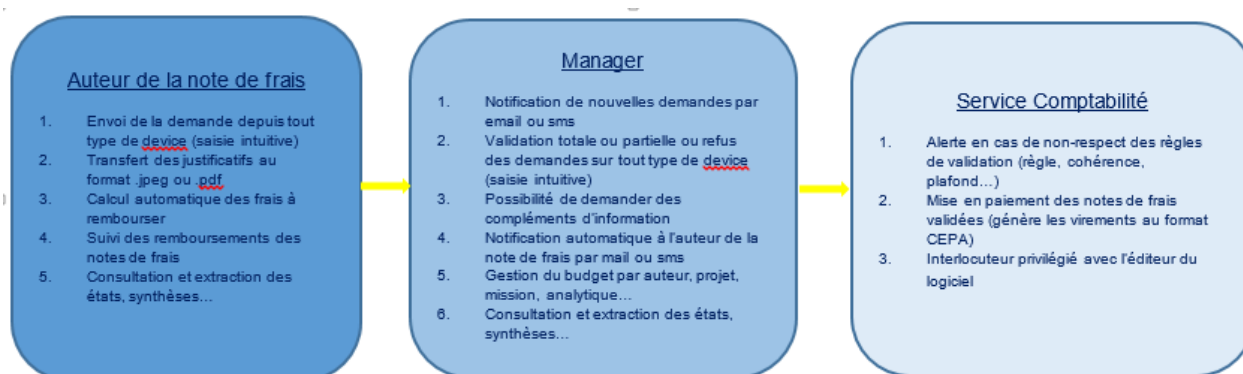 Auteur de la note de frais
1. Envoi de la demande depuis tout
type de device (saisie intuitive)
2. Transfert des justificatifs au
format .jpeg ou .pdf
3. Calcul automatique des frais à
rembourser
4. Suivi des remboursements des
notes de frais
5. Consultation et extraction des
états, synthèses…
Manager
1. Notification de nouvelles demandes par
email ou sms
2. Validation totale ou partielle ou refus
des demandes sur tout type de device
(saisie intuitive)
3. Possibilité de demander des
compléments d'information
4. Notification automatique à l'auteur de la
note de frais par mail ou sms
5. Gestion du budget par auteur, projet,
mission, analytique…
6. Consultation et extraction des états,
synthèses…
Service Comptabilité
1. Alerte en cas de non-respect des règles
de validation (règle, cohérence,
plafond…)
2. Mise en paiement des notes de frais
validées (génère les virements au format
CEPA)
3. Interlocuteur privilégié avec l'éditeur du
logiciel